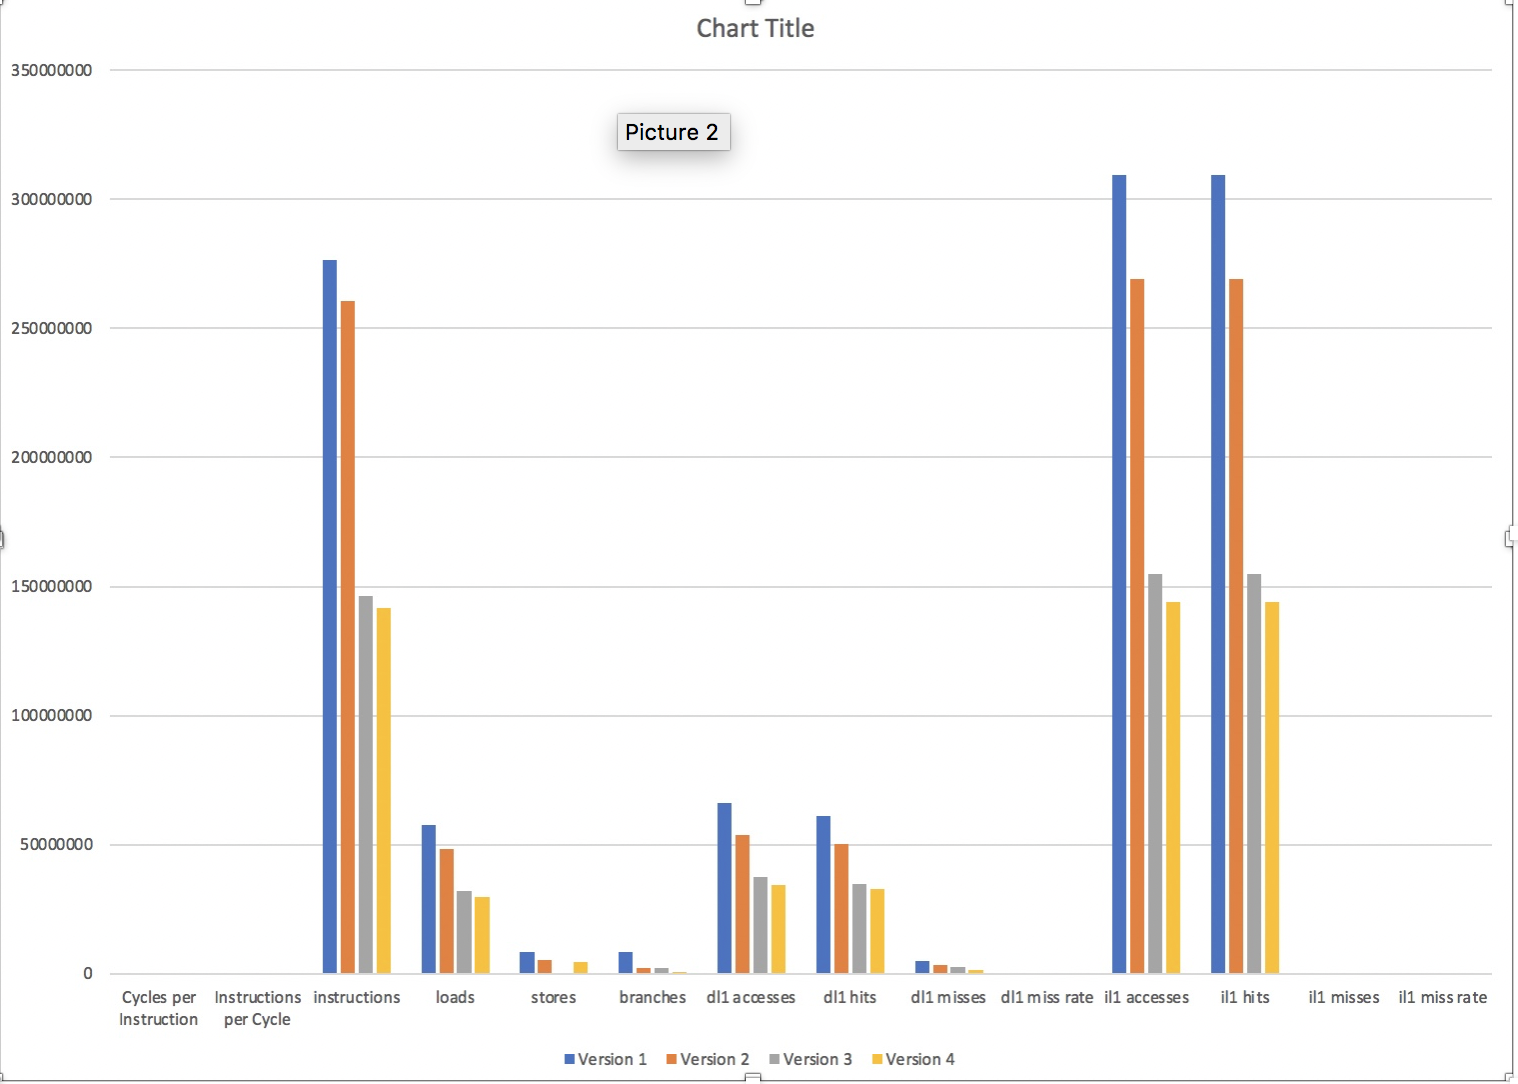 Chart Title
Picture 2
350000000
300000000
250000000
200000000
150000000
100000000
50000000
0
Cycles per
Instruction
Instructions
per Cycle
instructions
loads
stores
branches
dl1 accesses
dl1 hits
dl1 misses
dl1 miss rate
il1 accesses
il1 hits
il1 misses
il1 miss rate
Version 1
Version 2
Version 3
Version 4